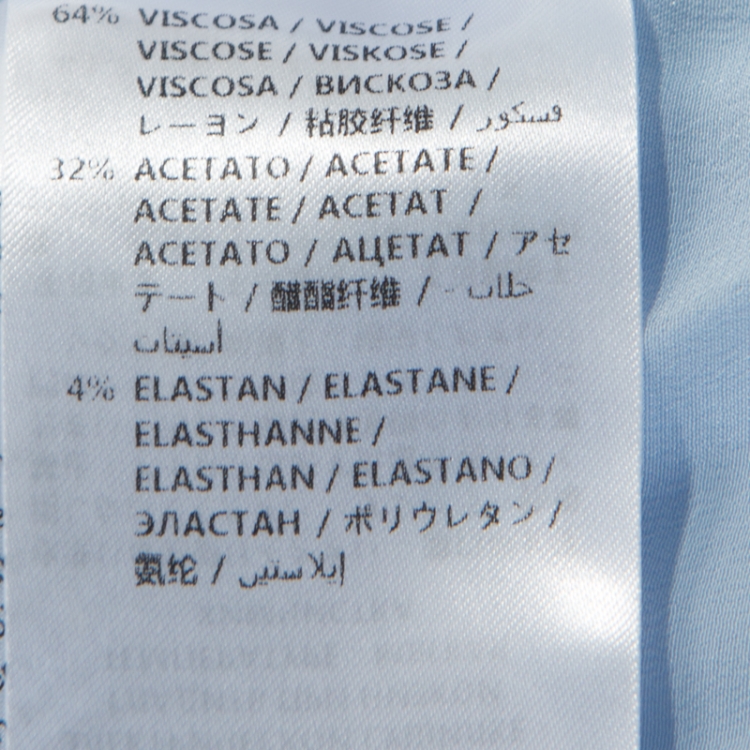 64% VISCOSA / VISCOSE /
VISCOSE / VISKOSE /
VISCOSA / ВИСКОЗА /
レーヨン / 粘胶纤维 / فسكور
32% ACETATO / ACETATE /
ACETATE / ACETAT /
ACETATO / АЦЕТАТ / アセ
テート / 醋酯纤维 / - خلات
أسيتات
4% ELASTAN / ELASTANE /
ELASTHANNE /
ELASTHAN / ELASTANO /
ЭЛАСТАН / ポリウレタン /
氨纶 / إيلاستين